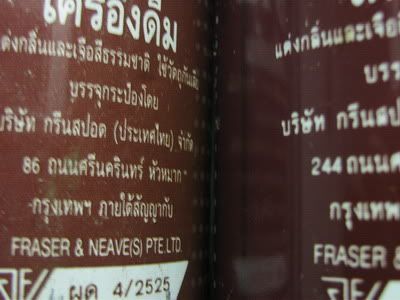 เครื่องดื่ม
แต่งกลิ่นและเจือสีธรรมชาติ ใช้วัตถุกันเสีย
บรรจุกระป๋องโดย
บริษัท กรีนสปอต (ประเทศไทย) จำกัด
86 ถนนศรีนครินทร์ หัวหมาก
กรุงเทพฯ ภายใต้สัญญากับ
FRASER & NEAVE(S) PTE.LTD.
ผด 4/2525
แต่งกลิ่นและเจือ
บรร
บริษัท กรีนสปอต
244 ถนนศ
กรุงเทพ
FRASER &